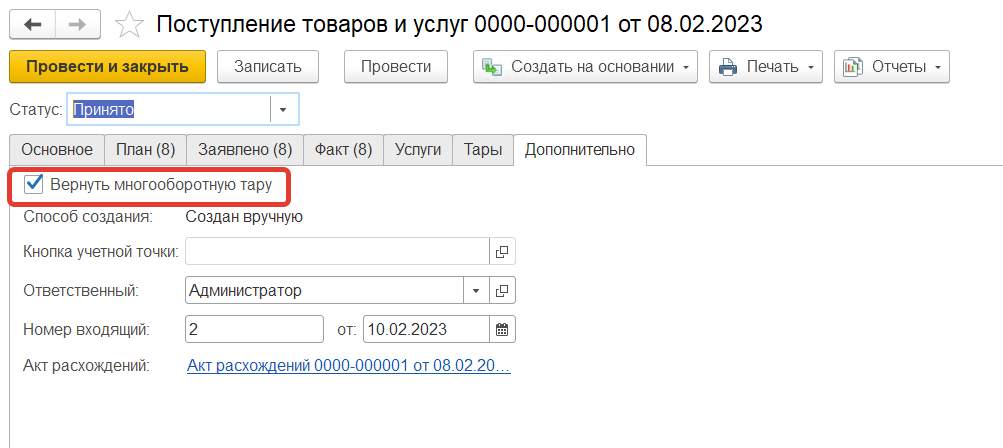 Поступление товаров и услуг 0000-000001 от 08.02.2023
Провести и закрыть Записать Провести Создать на основании Печать Отчеты
Статус: Принято
Основное План (8) Заявлено (8) Факт (8) Услуги Тары Дополнительно
Вернуть многооборотную тару
Способ создания: Создан вручную
Кнопка учетной точки:
Ответственный: Администратор
Номер входящий: 2 от: 10.02.2023
Акт расхождений: Акт расхождений 0000-000001 от 08.02.20...